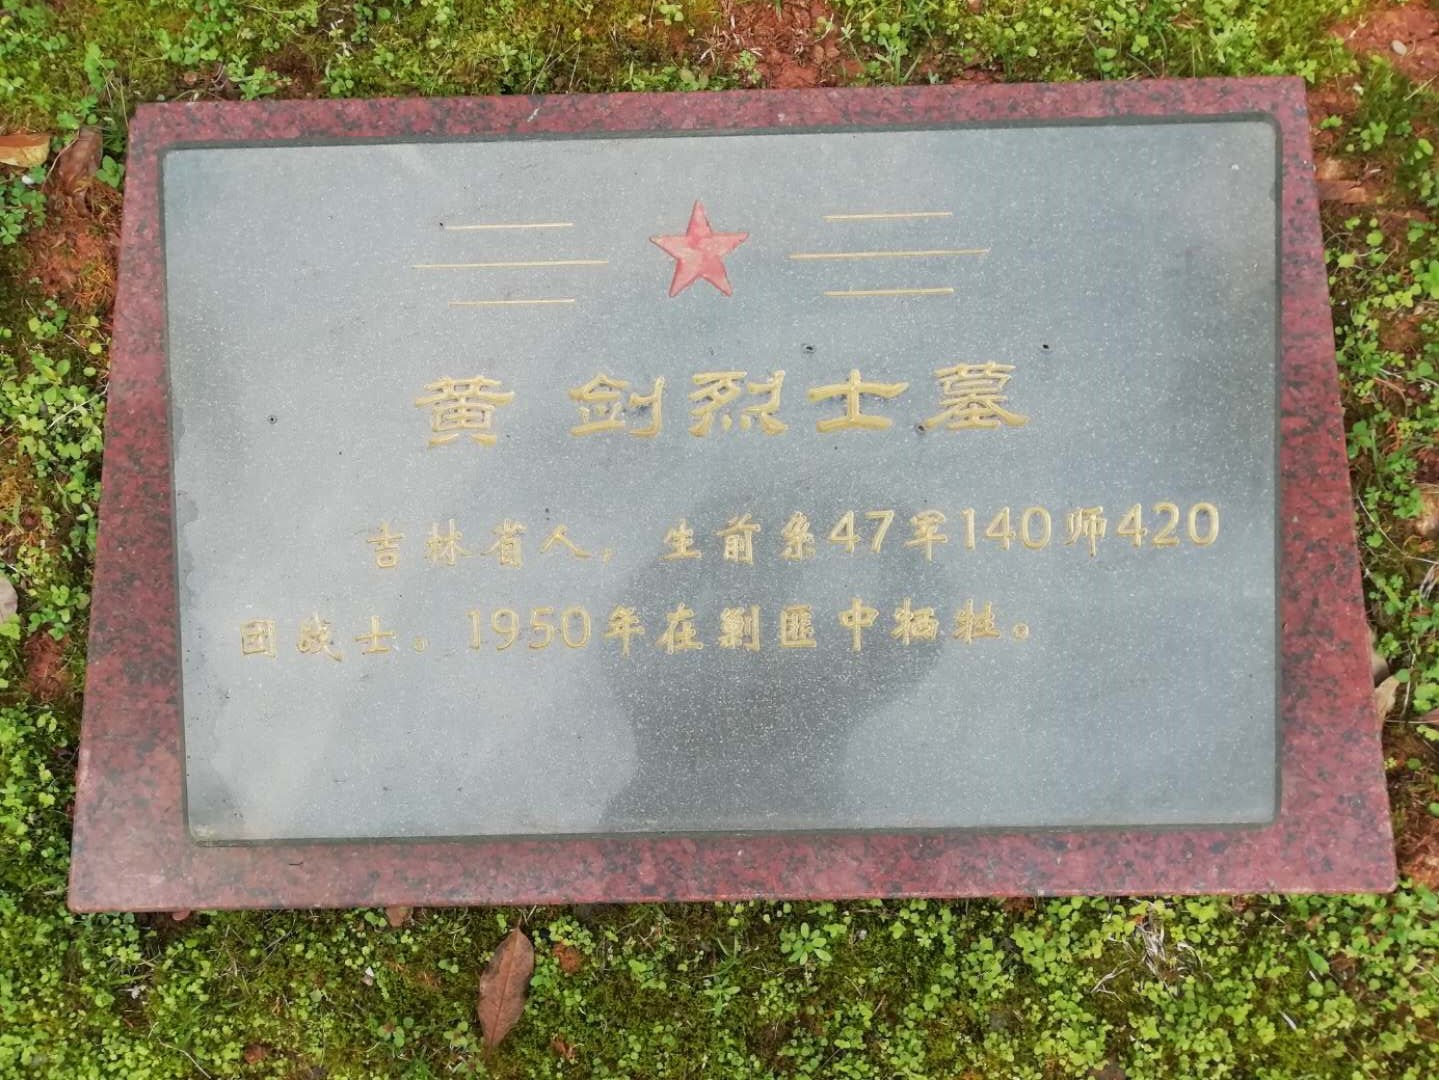 黄 剑烈士墓
吉林省人，生前系47军140师420
团战士。1950年在剿匪中牺牲。